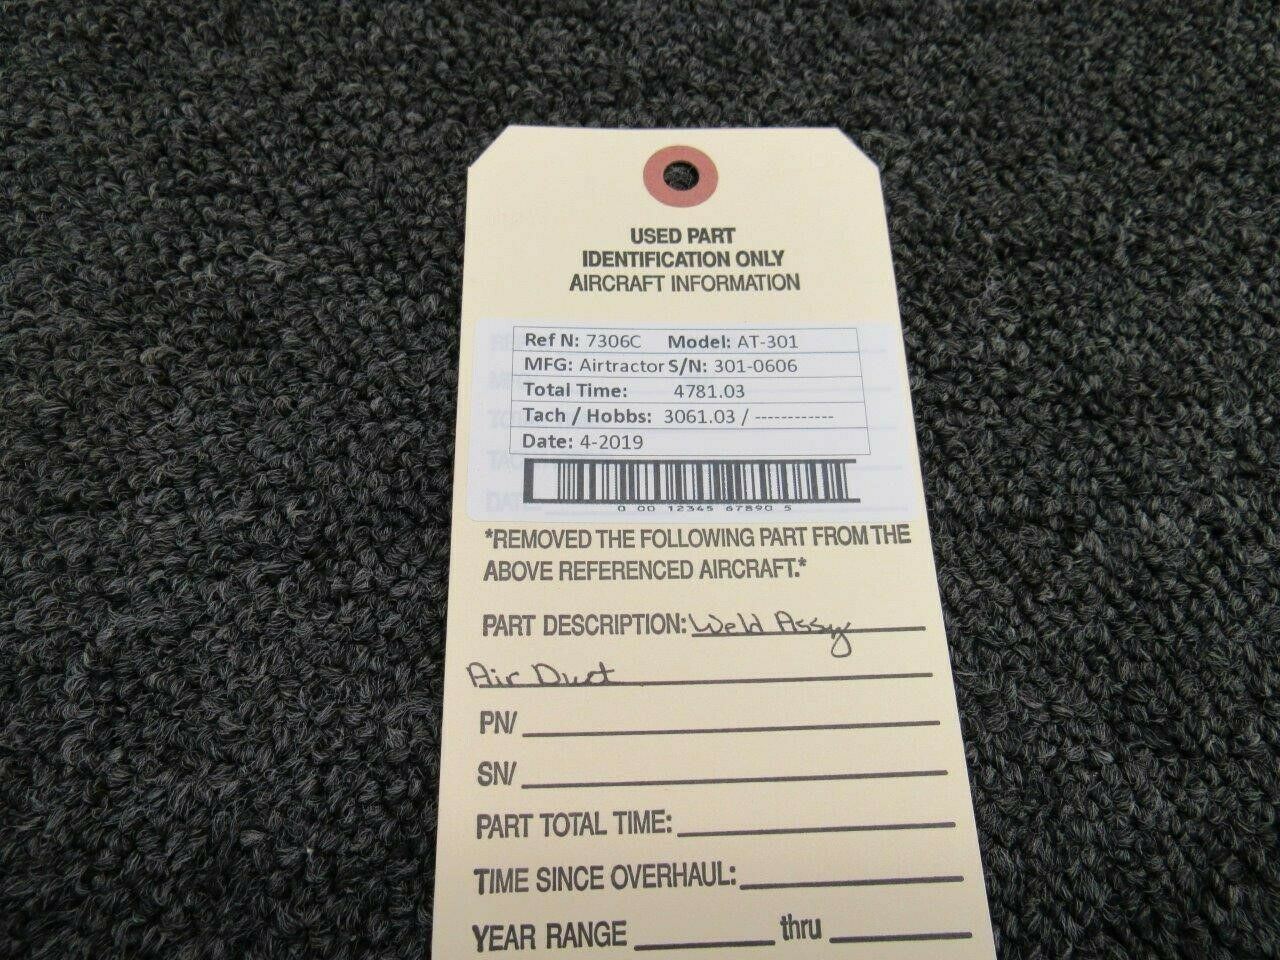 USED PART
IDENTIFICATION ONLY
AIRCRAFT INFORMATION
Ref N: 7306C Model: AT-301
MFG: Airtractor S/N: 301-0606
Total Time: 4781.03
Tach / Hobbs: 3061.03 / ------------
Date: 4-2019
0 00 12345 67890 5
*REMOVED THE FOLLOWING PART FROM THE
ABOVE REFERENCED AIRCRAFT.*
PART DESCRIPTION: Weld Assy
Air Duct
PN/
SN/
PART TOTAL TIME:
TIME SINCE OVERHAUL:
YEAR RANGE thru